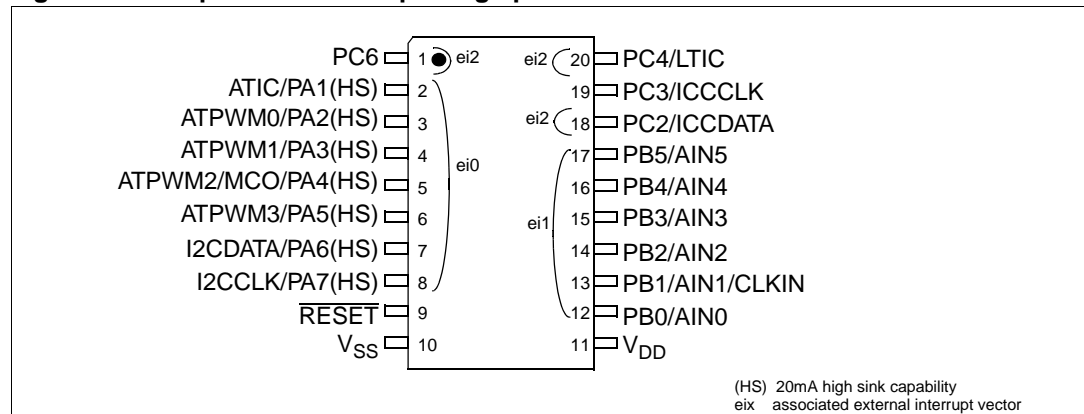 PC6 1 ei2 ei2 20 PC4/LTIC
ATIC/PA1(HS) 2 19 PC3/ICCCLK
ATPWM0/PA2(HS) 3 ei2 18 PC2/ICCDATA
ATPWM1/PA3(HS) 4 ei0 17 PB5/AIN5
ATPWM2/MCO/PA4(HS) 5 16 PB4/AIN4
ATPWM3/PA5(HS) 6 ei1 15 PB3/AIN3
I2CDATA/PA6(HS) 7 14 PB2/AIN2
I2CCLK/PA7(HS) 8 13 PB1/AIN1/CLKIN
RESET 9 12 PB0/AIN0
VSS 10 11 VDD
(HS) 20mA high sink capability
eix associated external interrupt vector